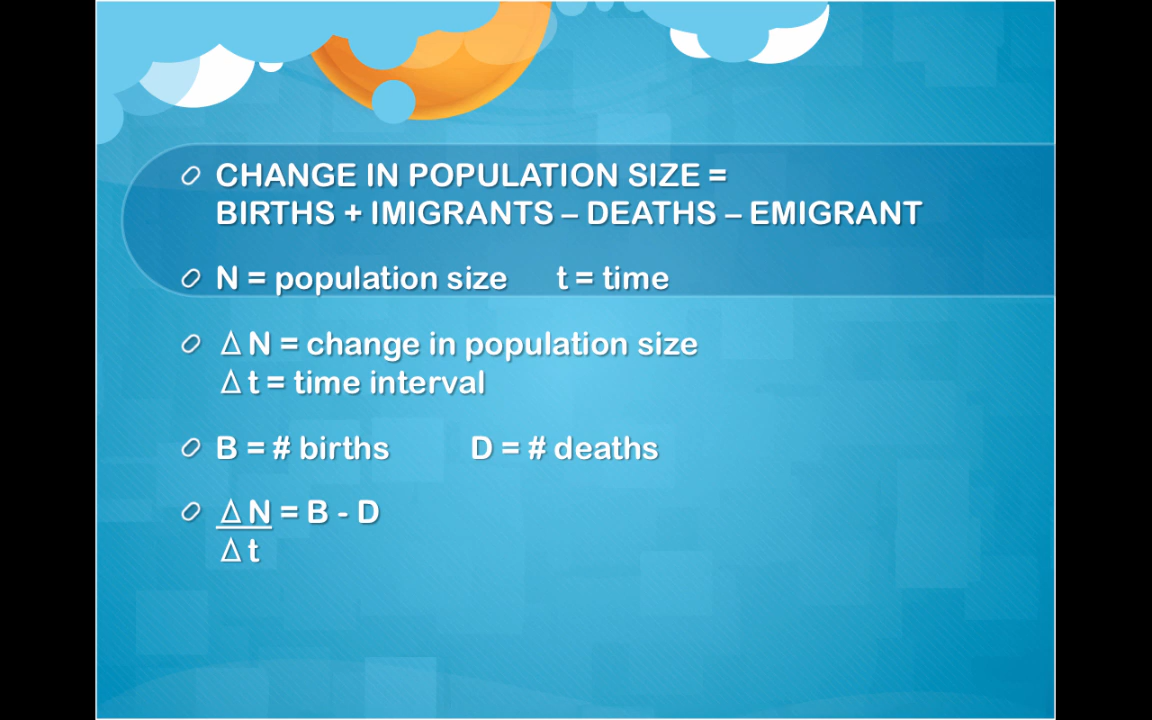 CHANGE IN POPULATION SIZE =
BIRTHS + IMIGRANTS – DEATHS – EMIGRANT
N = population size t = time
Δ N = change in population size
Δ t = time interval
B = # births D = # deaths
Δ N = B - D
Δ t